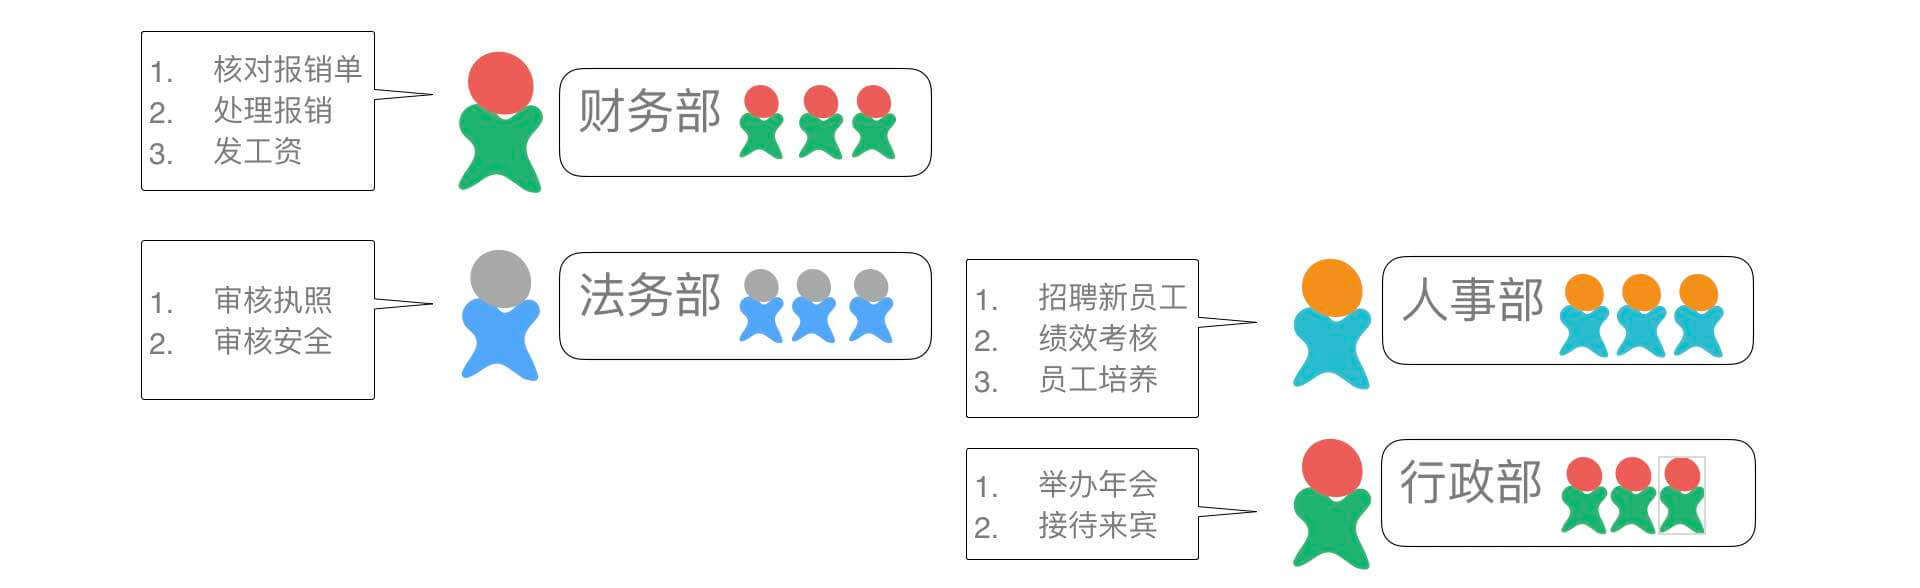 1. 核对报销单
2. 处理报销
3. 发工资
财务部
1. 审核执照
2. 审核安全
法务部
1. 招聘新员工
2. 绩效考核
3. 员工培养
人事部
1. 举办年会
2. 接待来宾
行政部